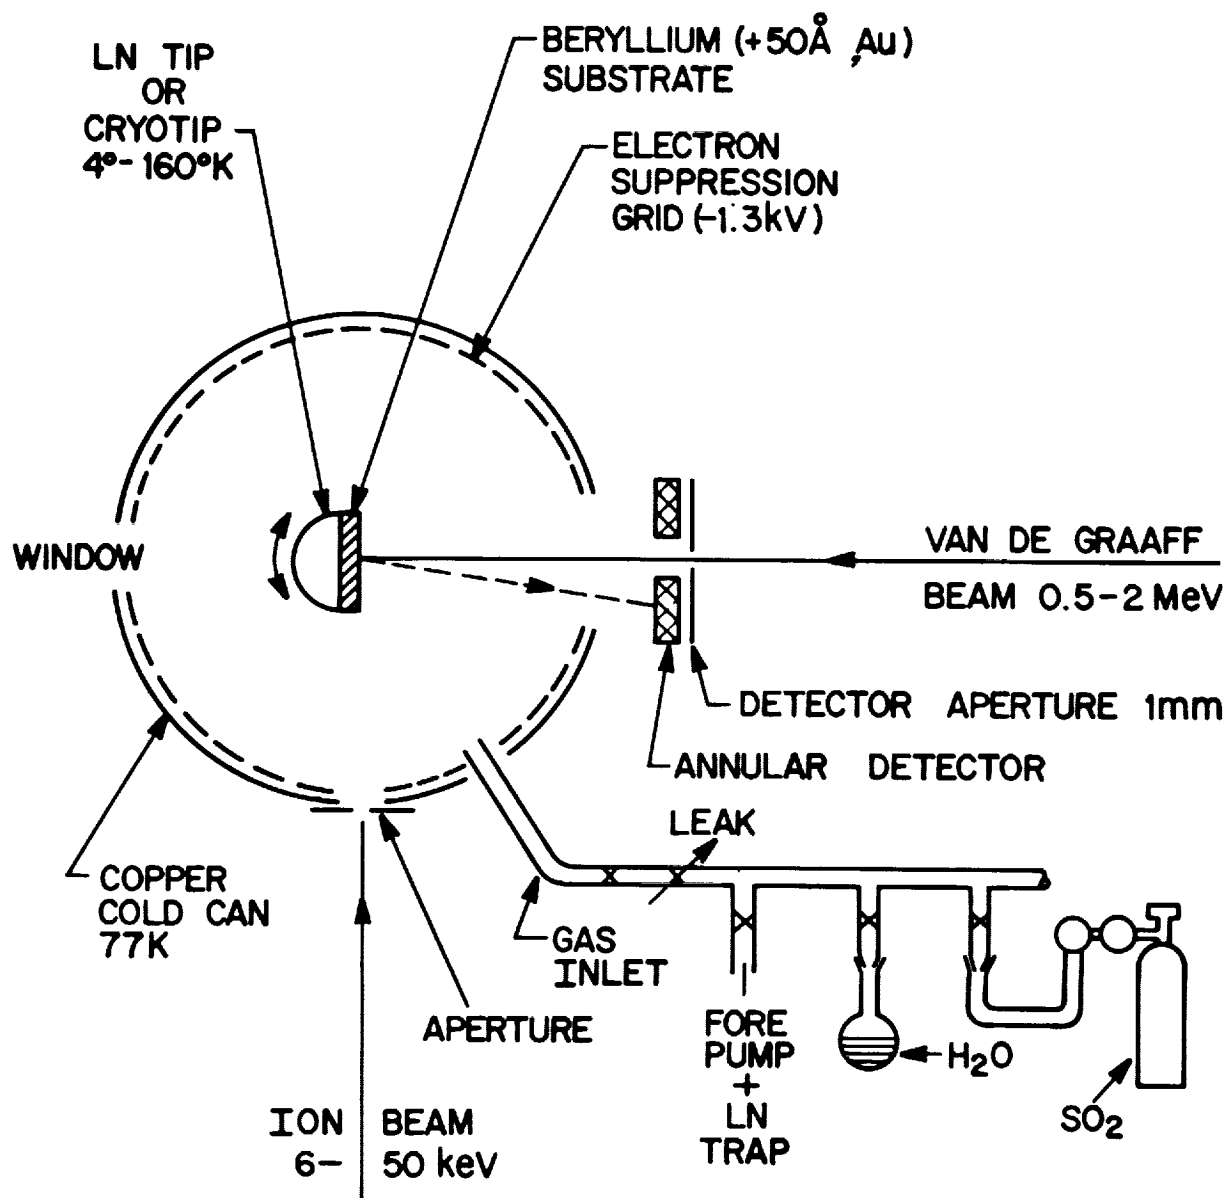 LN TIP
OR
CRYOTIP
4°-160°K
BERYLLIUM (+50Å, Au)
SUBSTRATE
ELECTRON
SUPPRESSION
GRID (-1.3kV)
WINDOW
VAN DE GRAAFF
BEAM 0.5-2 MeV
DETECTOR APERTURE 1mm
ANNULAR DETECTOR
LEAK
COPPER
COLD CAN
77K
GAS
INLET
APERTURE
FORE
PUMP
+
LN
TRAP
H₂O
SO₂
ION BEAM
6- 50 keV